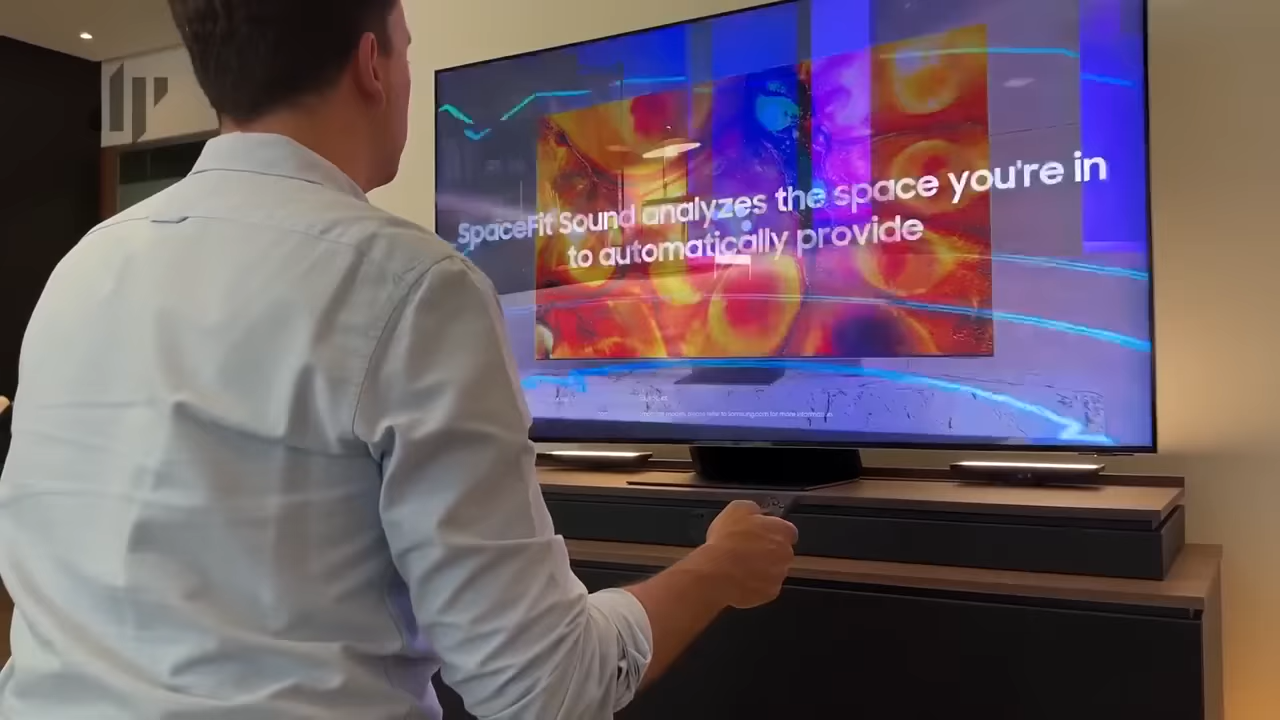 SpaceFit Sound analyzes the space you're in
to automatically provide